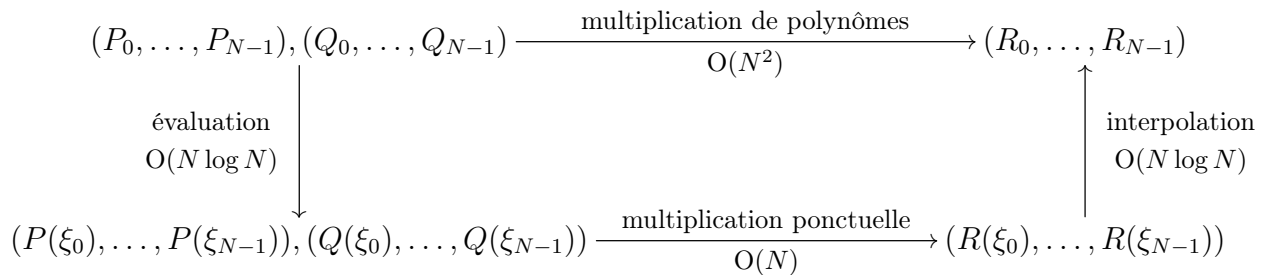 multiplication de polynômes
(P_0, …, P_{N−1}), (Q_0, …, Q_{N−1})
(R_0, …, R_{N−1})
O(N^2)
évaluation
O(N log N)
interpolation
O(N log N)
multiplication ponctuelle
(P(ξ_0), …, P(ξ_{N−1})), (Q(ξ_0), …, Q(ξ_{N−1}))
(R(ξ_0), …, R(ξ_{N−1}))
O(N)